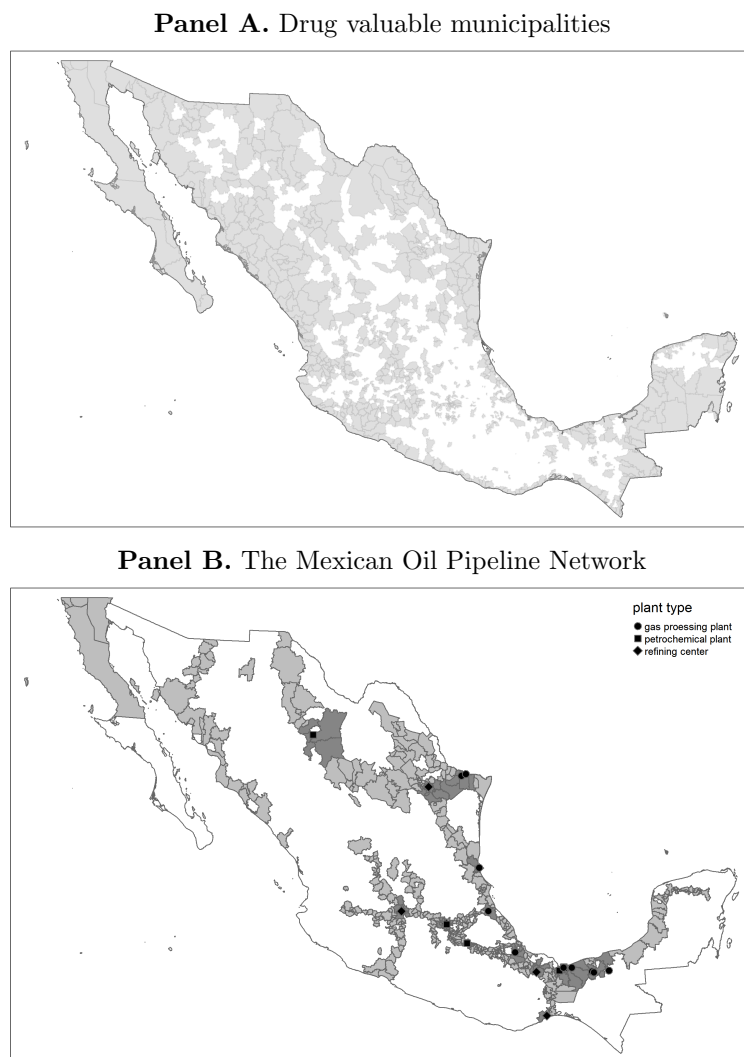 Panel A. Drug valuable municipalities
Panel B. The Mexican Oil Pipeline Network
plant type
gas proessing plant
petrochemical plant
refining center